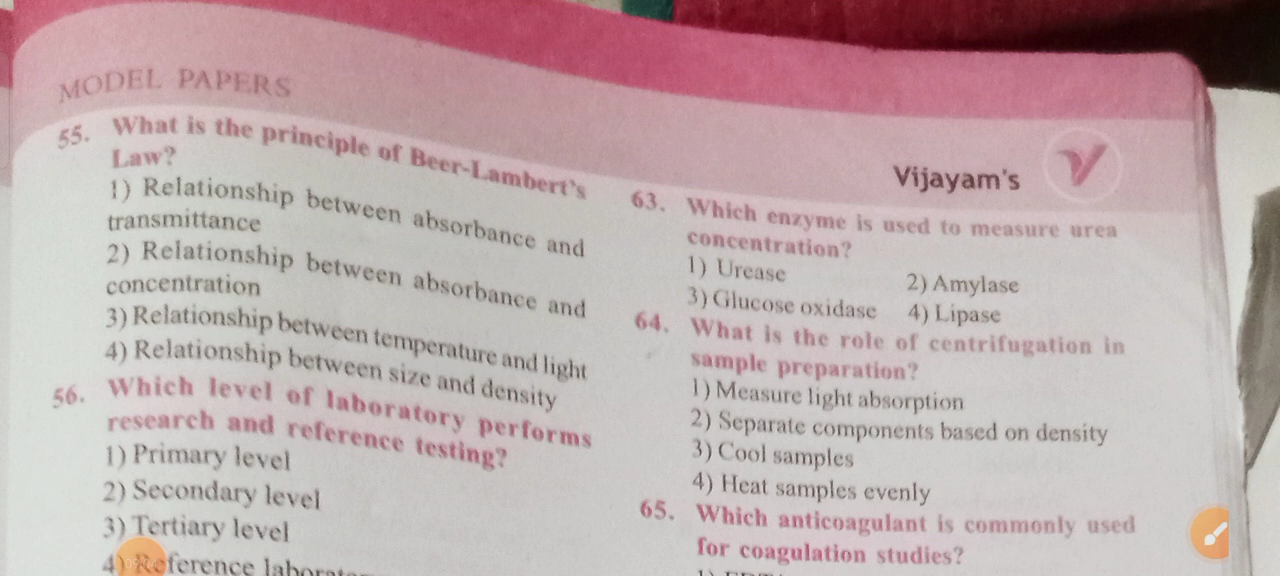 MODEL PAPERS
Vijayam's
55. What is the principle of Beer-Lambert's
Law?
1) Relationship between absorbance and
transmittance
2) Relationship between absorbance and
concentration
3) Relationship between temperature and light
4) Relationship between size and density
56. Which level of laboratory performs
research and reference testing?
1) Primary level
2) Secondary level
3) Tertiary level
4) Reference
63. Which enzyme is used to measure urea
concentration?
1) Urease 2) Amylase
3) Glucose oxidase 4) Lipase
64. What is the role of centrifugation in
sample preparation?
1) Measure light absorption
2) Separate components based on density
3) Cool samples
4) Heat samples evenly
65. Which anticoagulant is commonly used
for coagulation studies?